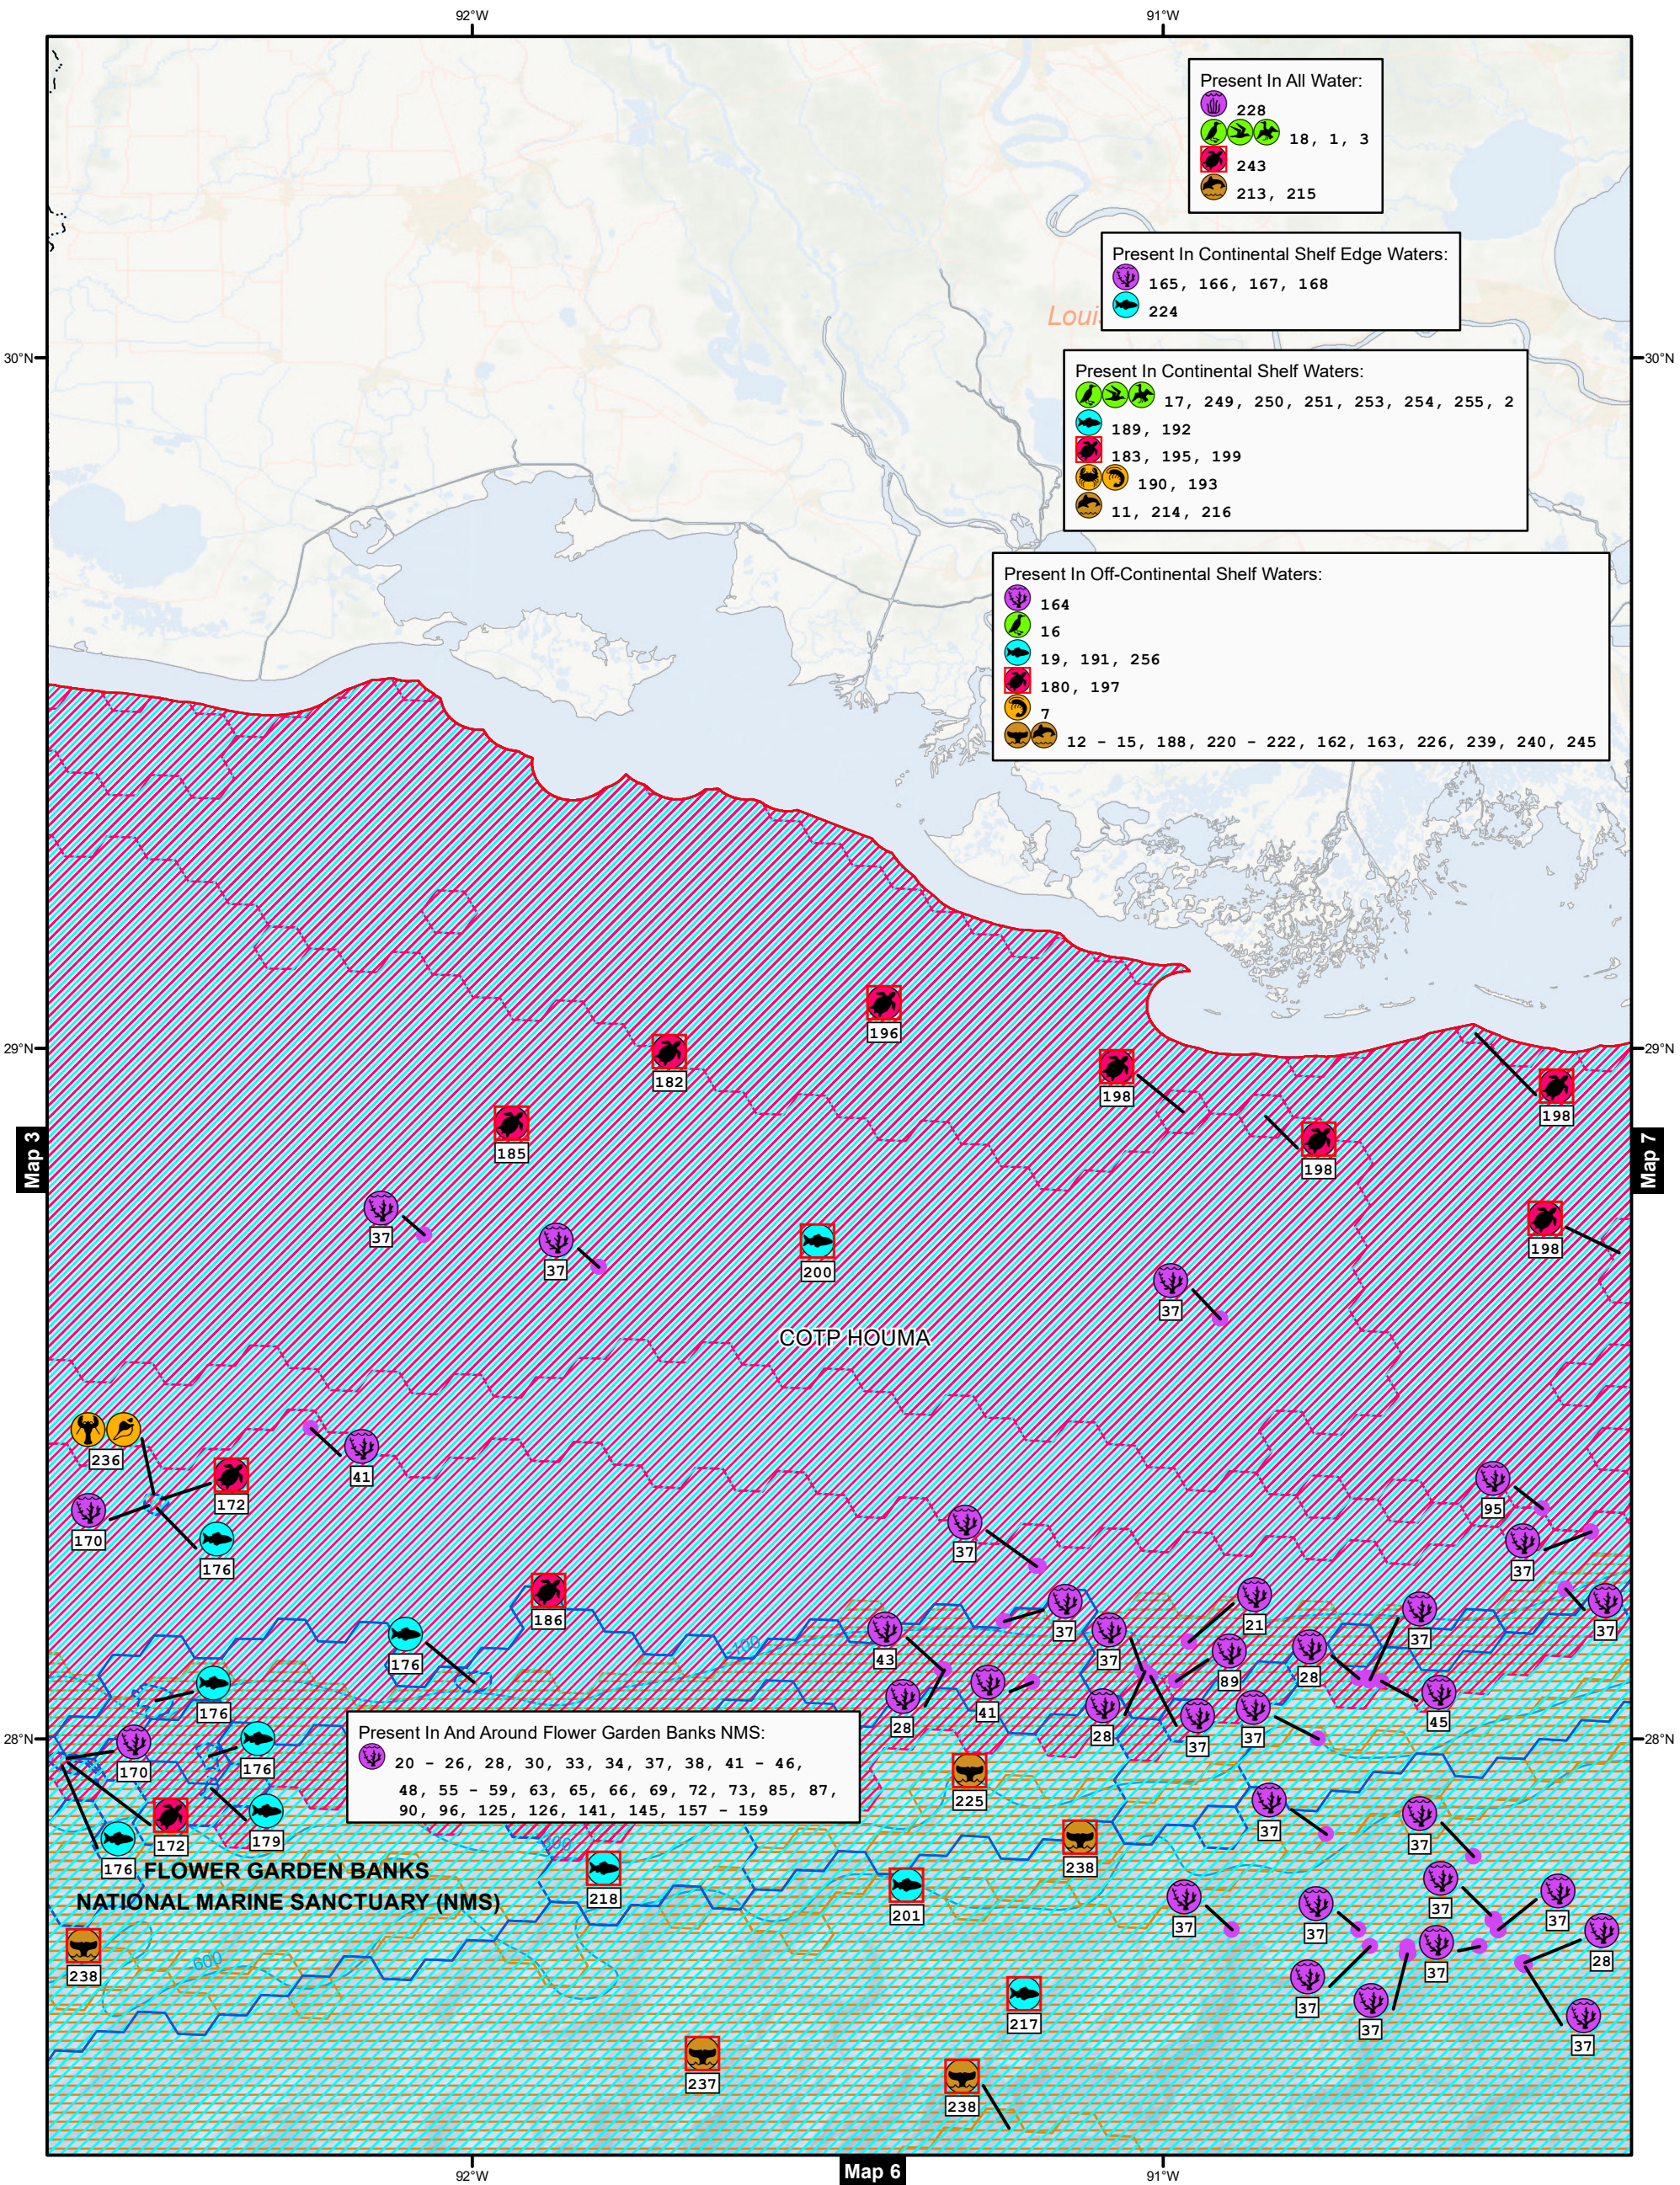 92°W
91°W
Present In All Water:
228
18, 1, 3
243
213, 215
Present In Continental Shelf Edge Waters:
165, 166, 167, 168
224
Loui
30°N
30°N
Present In Continental Shelf Waters:
17, 249, 250, 251, 253, 254, 255, 2
189, 192
183, 195, 199
190, 193
11, 214, 216
Present In Off-Continental Shelf Waters:
164
16
19, 191, 256
180, 197
7
12 - 15, 188, 220 - 222, 162, 163, 226, 239, 240, 245
196
29°N
29°N
182
198
198
185
198
Map 3
Map 7
37
198
37
200
37
COTP HOUMA
236
41
172
95
170
37
176
37
186
37
21
37
37
176
43
37
89
28
176
28
41
28
37
37
45
100
28°N
28°N
Present In And Around Flower Garden Banks NMS:
20 - 26, 28, 30, 33, 34, 37, 38, 41 - 46,
48, 55 - 59, 63, 65, 66, 69, 72, 73, 85, 87,
90, 96, 125, 126, 141, 145, 157 - 159
170
176
225
172
179
37
37
176
238
300
FLOWER GARDEN BANKS
NATIONAL MARINE SANCTUARY (NMS)
218
201
37
37
37
37
28
238
600
37
37
37
217
37
237
238
92°W
Map 6
91°W